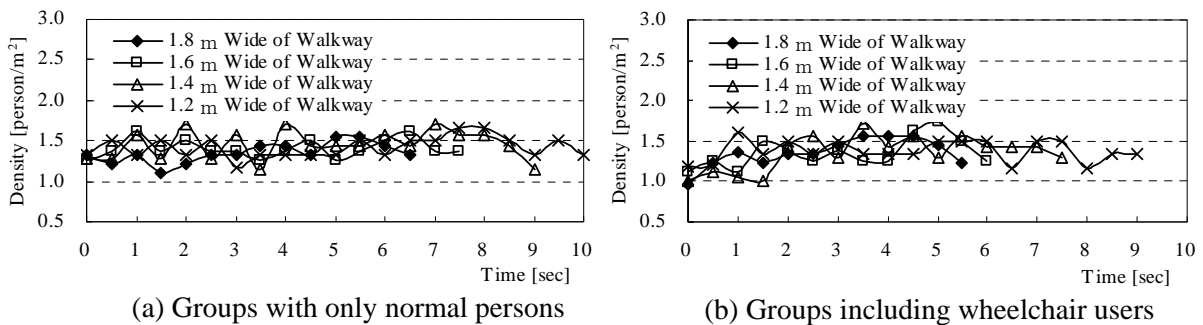 3.0
2.5
2.0
1.5
1.0
0.5
Density [person/m²]
1.8 m Wide of Walkway
1.6 m Wide of Walkway
1.4 m Wide of Walkway
1.2 m Wide of Walkway
0 1 2 3 4 5 6 7 8 9 10
Time [sec]
(a) Groups with only normal persons
3.0
2.5
2.0
1.5
1.0
0.5
Density [person/m²]
1.8 m Wide of Walkway
1.6 m Wide of Walkway
1.4 m Wide of Walkway
1.2 m Wide of Walkway
0 1 2 3 4 5 6 7 8 9 10
Time [sec]
(b) Groups including wheelchair users